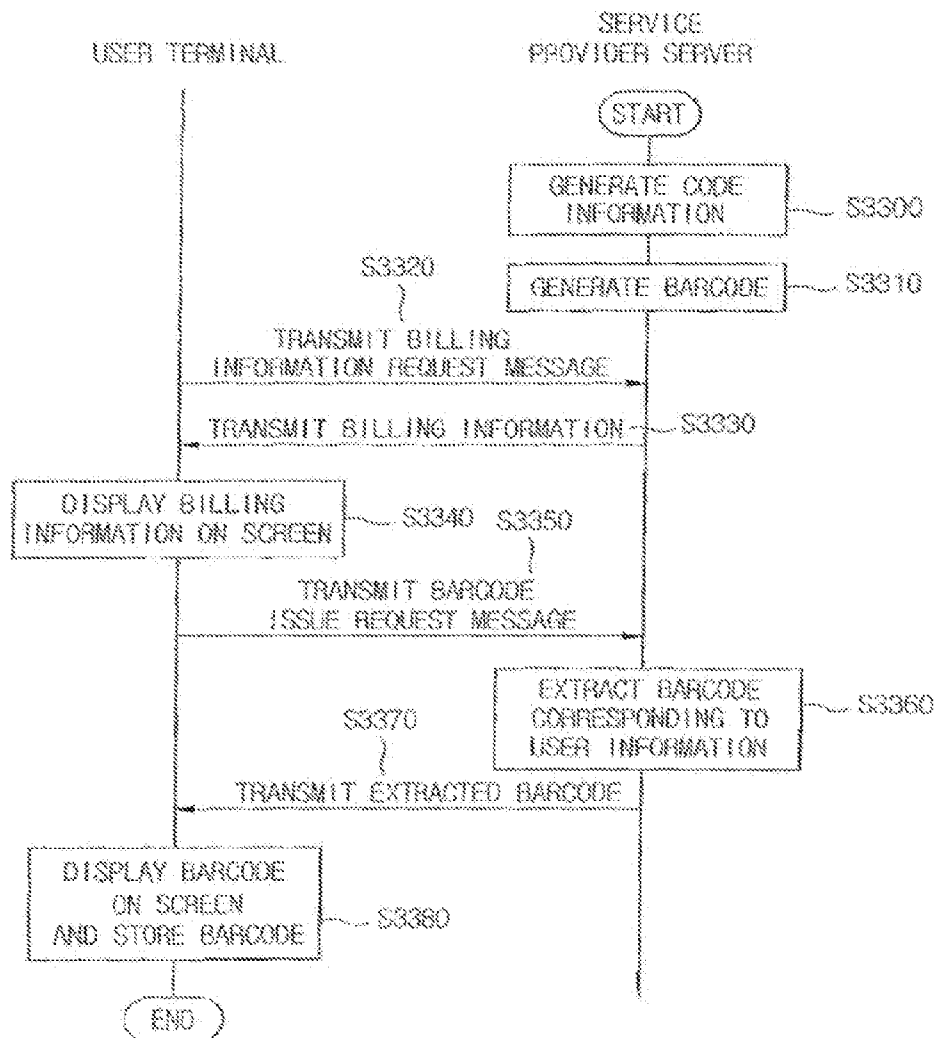 USER TERMINAL
SERVICE
PROVIDER SERVER
START
GENERATE CODE
INFORMATION
S3300
GENERATE BARCODE
S3310
S3320
TRANSMIT BILLING
INFORMATION REQUEST MESSAGE
TRANSMIT BILLING INFORMATION
S3330
DISPLAY BILLING
INFORMATION ON SCREEN
S3340
S3350
TRANSMIT BARCODE
ISSUE REQUEST MESSAGE
EXTRACT BARCODE
CORRESPONDING TO
USER INFORMATION
S3360
S3370
TRANSMIT EXTRACTED BARCODE
DISPLAY BARCODE
ON SCREEN
AND STORE BARCODE
S3380
END